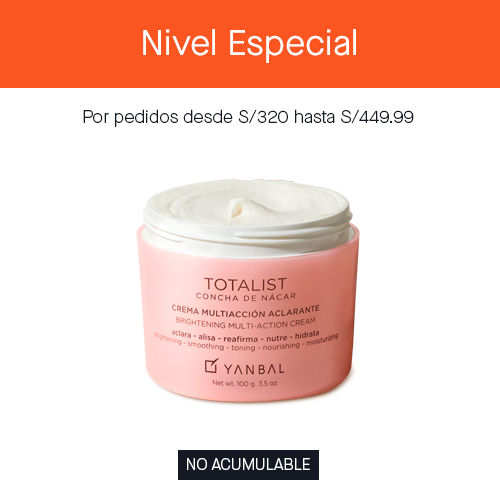 Nivel Especial
Por pedidos desde S/320 hasta S/449.99
TOTALIST
CONCHA DE NÁCAR
CREMA MULTIACCIÓN ACLARANTE
BRIGHTENING MULTI-ACTION CREAM
aclara - alisa - reafirma - nutre - hidrata
brightening - smoothing - toning - nourishing - moisturizing
YANBAL
Net wt. 100 g 3.5 oz
NO ACUMULABLE